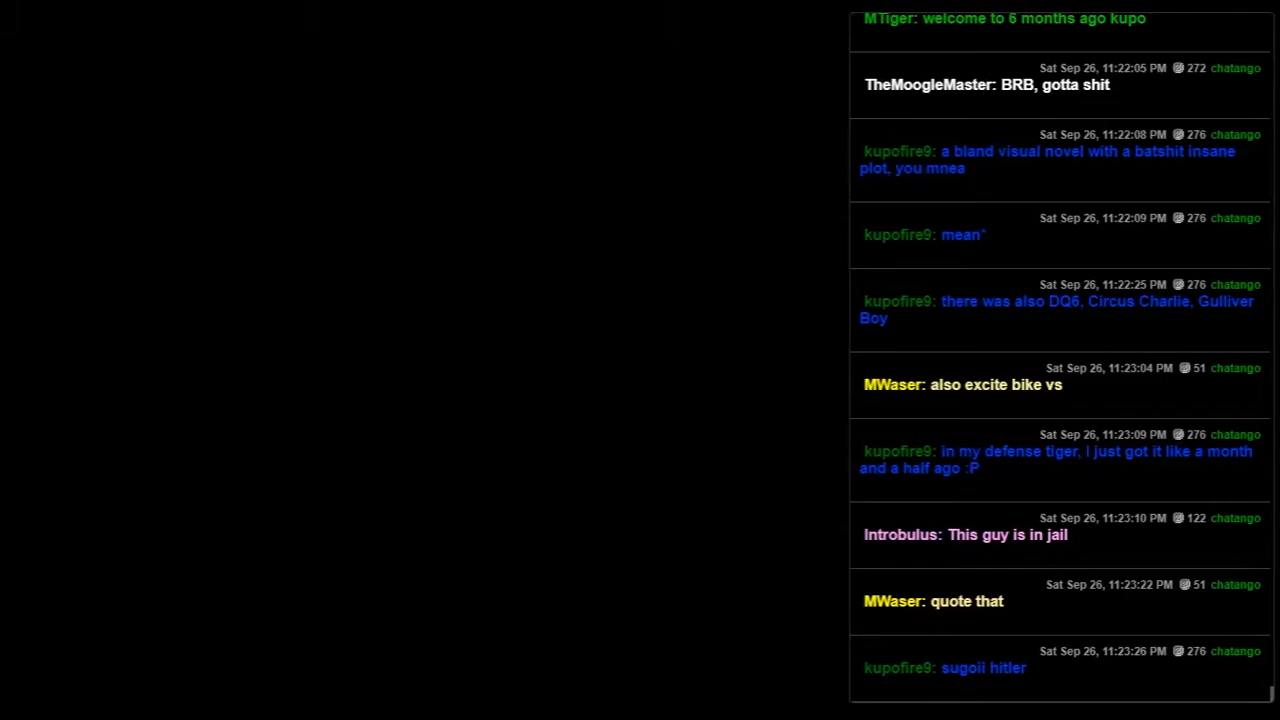 MTiger: welcome to 6 months ago kupo
Sat Sep 26, 11:22:05 PM 272 chatango
TheMoogleMaster: BRB, gotta shit
Sat Sep 26, 11:22:08 PM 276 chatango
kupofire9: a bland visual novel with a batshit insane
plot, you mnea
Sat Sep 26, 11:22:09 PM 276 chatango
kupofire9: mean*
Sat Sep 26, 11:22:25 PM 276 chatango
kupofire9: there was also DQ6, Circus Charlie, Gulliver
Boy
Sat Sep 26, 11:23:04 PM 51 chatango
MWaser: also excite bike vs
Sat Sep 26, 11:23:09 PM 276 chatango
kupofire9: in my defense tiger, I just got it like a month
and a half ago :P
Sat Sep 26, 11:23:10 PM 122 chatango
Introbulus: This guy is in jail
Sat Sep 26, 11:23:22 PM 51 chatango
MWaser: quote that
Sat Sep 26, 11:23:26 PM 276 chatango
kupofire9: sugoii hitler